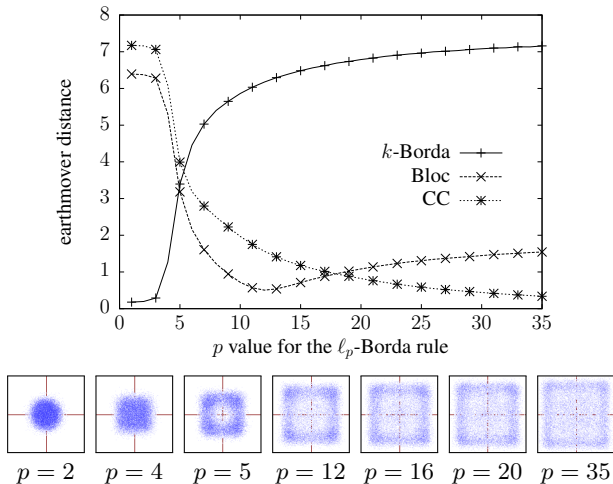 8
7
6
5
4
3
2
1
0
earthmover distance
k-Borda
Bloc
CC
0 5 10 15 20 25 30 35
p value for the ℓp-Borda rule
p = 2 p = 4 p = 5 p = 12 p = 16 p = 20 p = 35